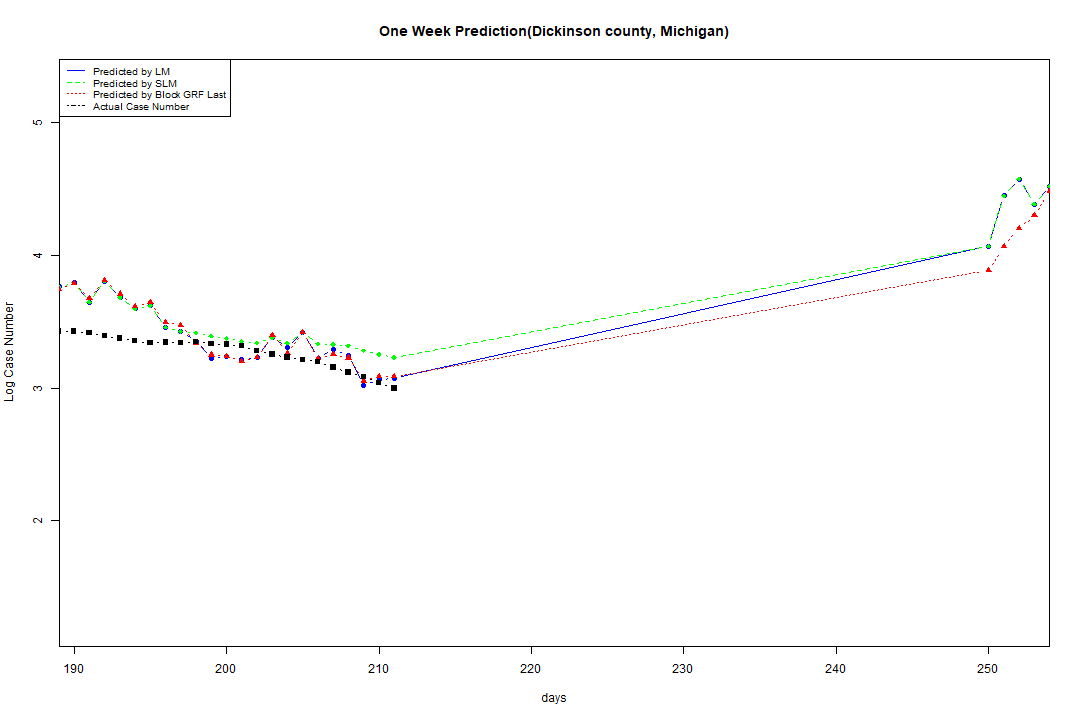 One Week Prediction(Dickinson county, Michigan)
Predicted by LM
Predicted by SLM
Predicted by Block GRF Last
Actual Case Number
5
4
3
2
Log Case Number
190 200 210 220 230 240 250
days